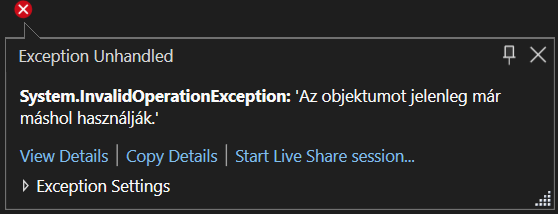 Exception Unhandled
System.InvalidOperationException: 'Az objektumot jelenleg már
máshol használják.'
View Details | Copy Details | Start Live Share session...
Exception Settings